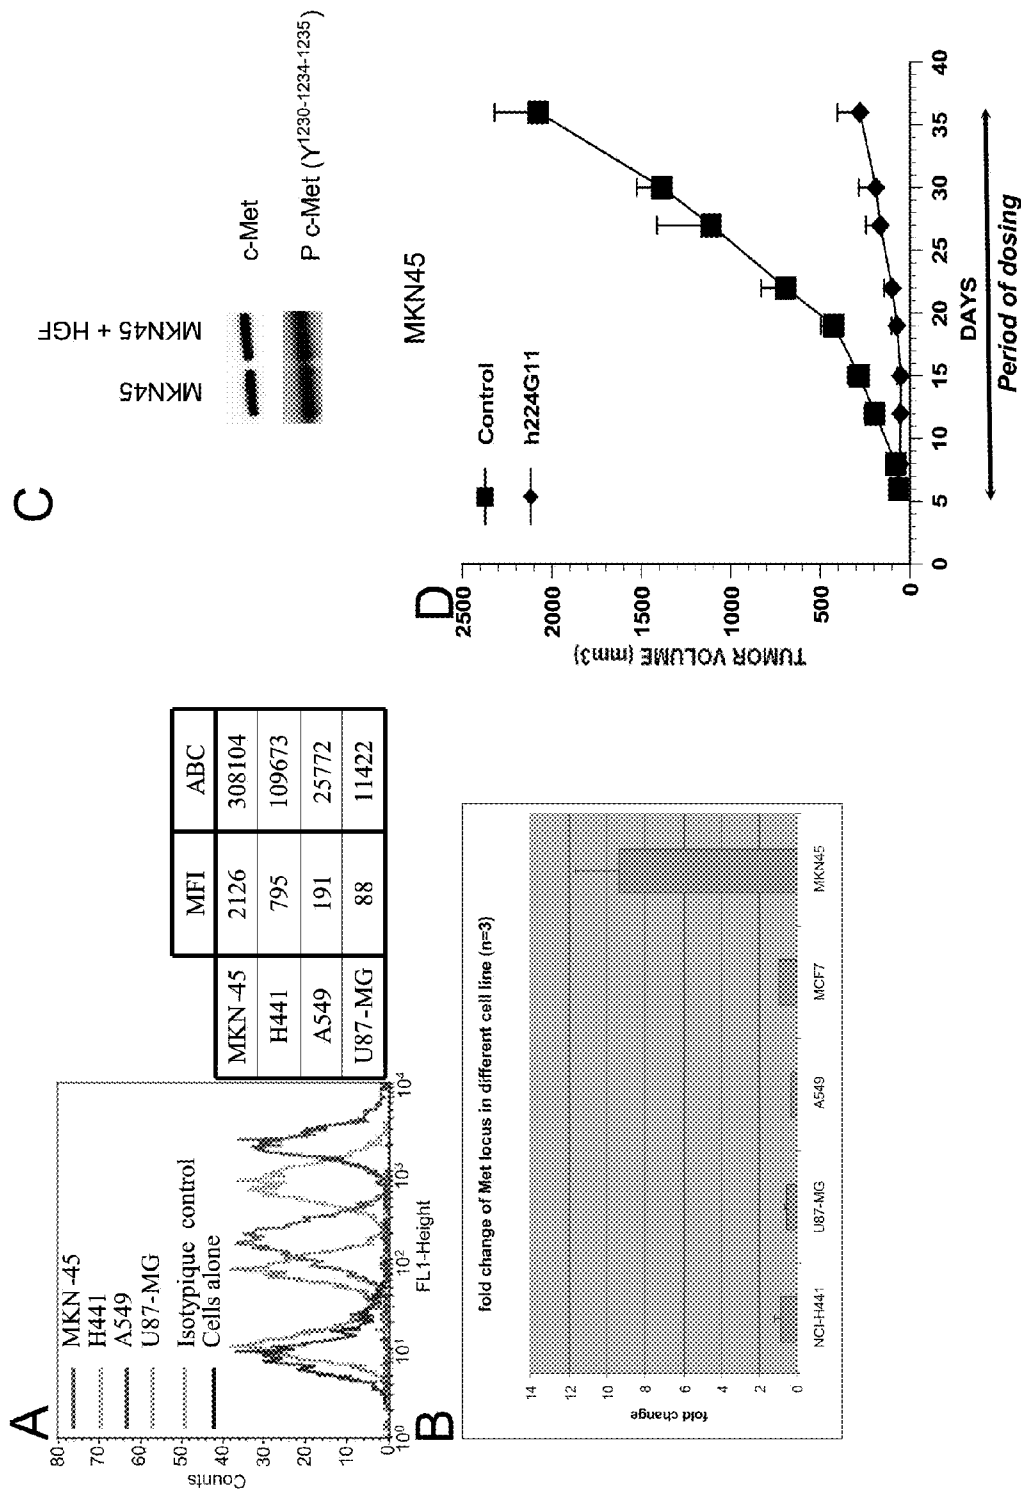 A
MKN-45
H441
A549
U87-MG
Isotypique control
Cells alone
Counts
80
70
60
50
40
30
20
10
0
10^0
10^1
10^2
10^3
10^4
FL1-Height
MFI ABC
MKN-45 2126 308104
H441 795 109673
A549 191 25772
U87-MG 88 11422
B
fold change of Met locus in different cell line (n=3)
fold change
14
12
10
8
6
4
2
0
NCI-H441
U87-MG
A549
MCF7
MKN45
C
MKN45
MKN45 + HGF
c-Met
P c-Met (Y^1230-1234-1235)
D
MKN45
Control
h224G11
TUMOR VOLUME (mm3)
2500
2000
1500
1000
500
0
0 5 10 15 20 25 30 35 40
DAYS
Period of dosing